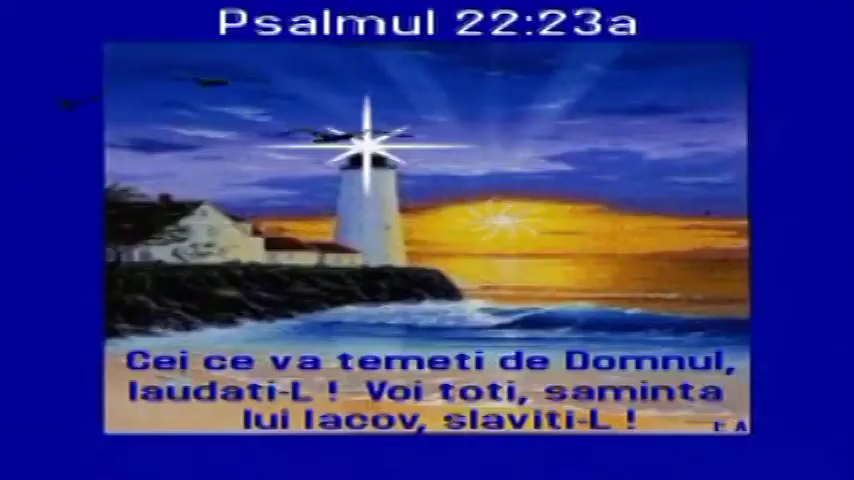 Psalmul 22:23a
Cei ce va temeti de Domnul,
laudati-L ! Voi toti, saminta
lui Iacov, slaviti-L !